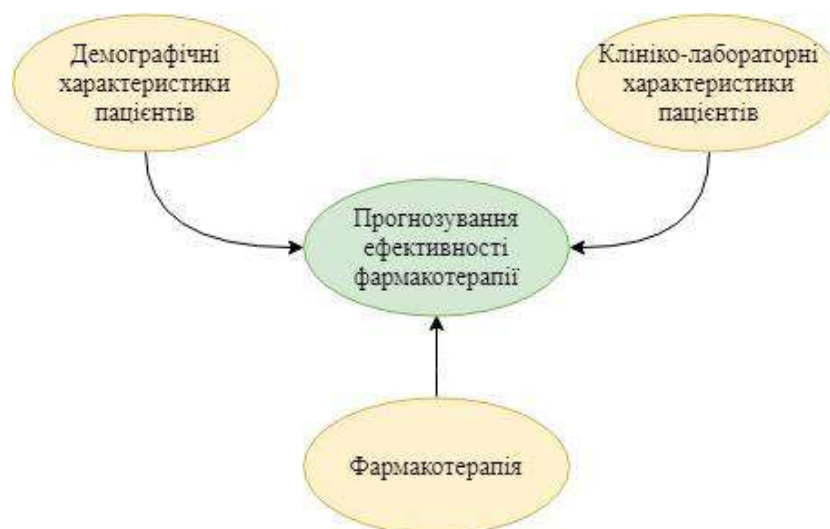 Демографічні
характеристики
пацієнтів
Клініко-лабораторні
характеристики
пацієнтів
Прогнозування
ефективності
фармакотерапії
Фармакотерапія